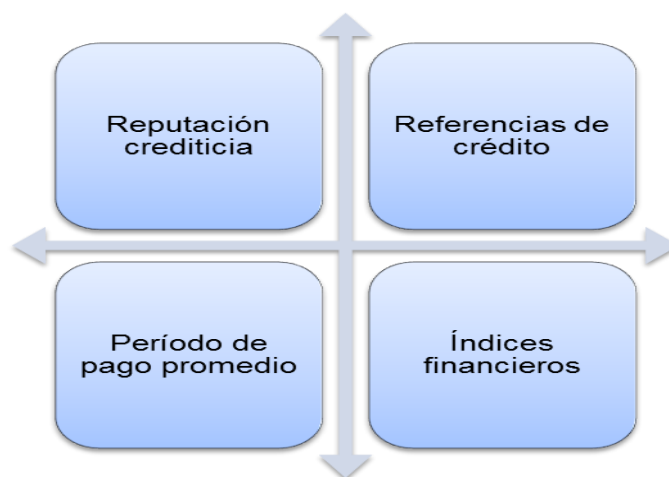 Reputación
crediticia
Referencias de
crédito
Período de
pago promedio
Índices
financieros